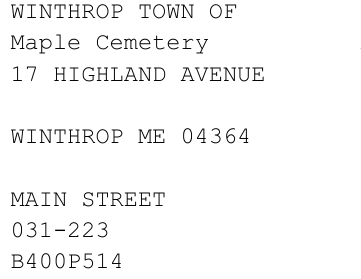 WINTHROP TOWN OF
Maple Cemetery
17 HIGHLAND AVENUE
WINTHROP ME 04364
MAIN STREET
031-223
B400P514